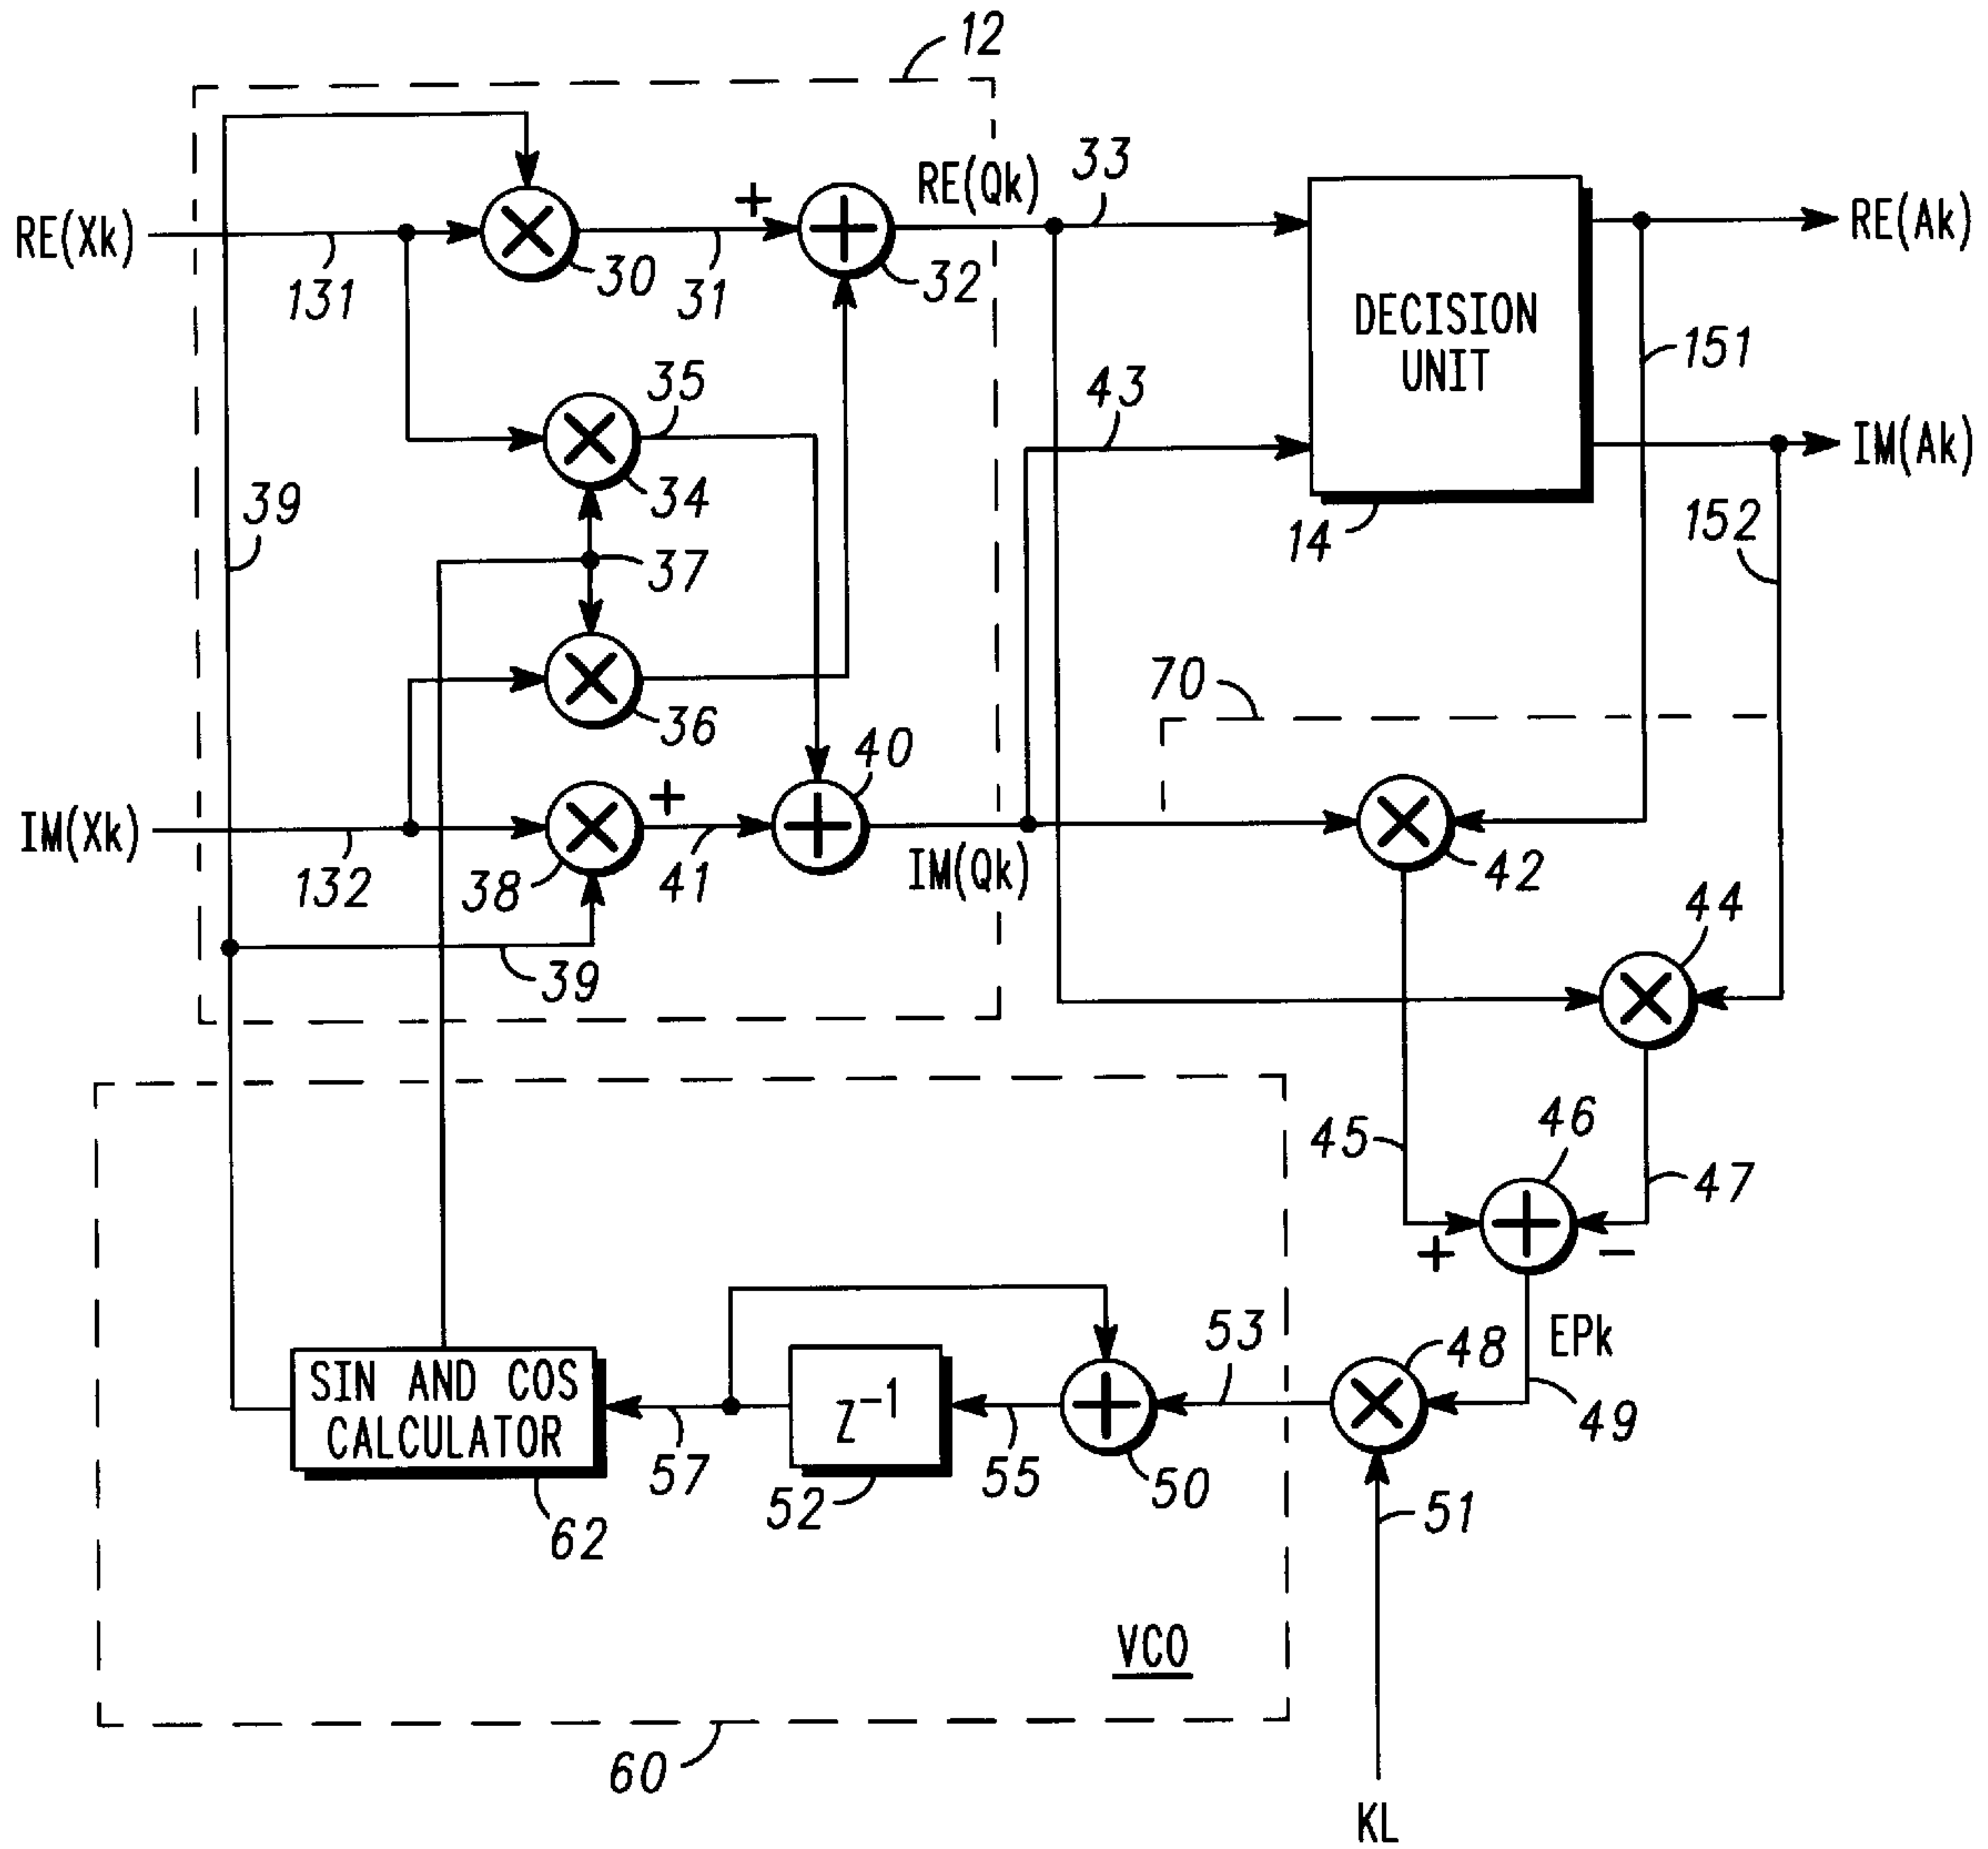 12
RE(Qk)
33
RE(Xk)
+
RE(Ak)
131
30
31
32
DECISION
UNIT
151
35
43
IM(Ak)
39
34
14
152
37
70
36
40
+
IM(Xk)
132
38
41
IM(Qk)
42
44
39
45
46
47
+
−
53
EPk
48
SIN AND COS
CALCULATOR
Z⁻¹
49
57
52
55
50
51
62
VCO
60
KL